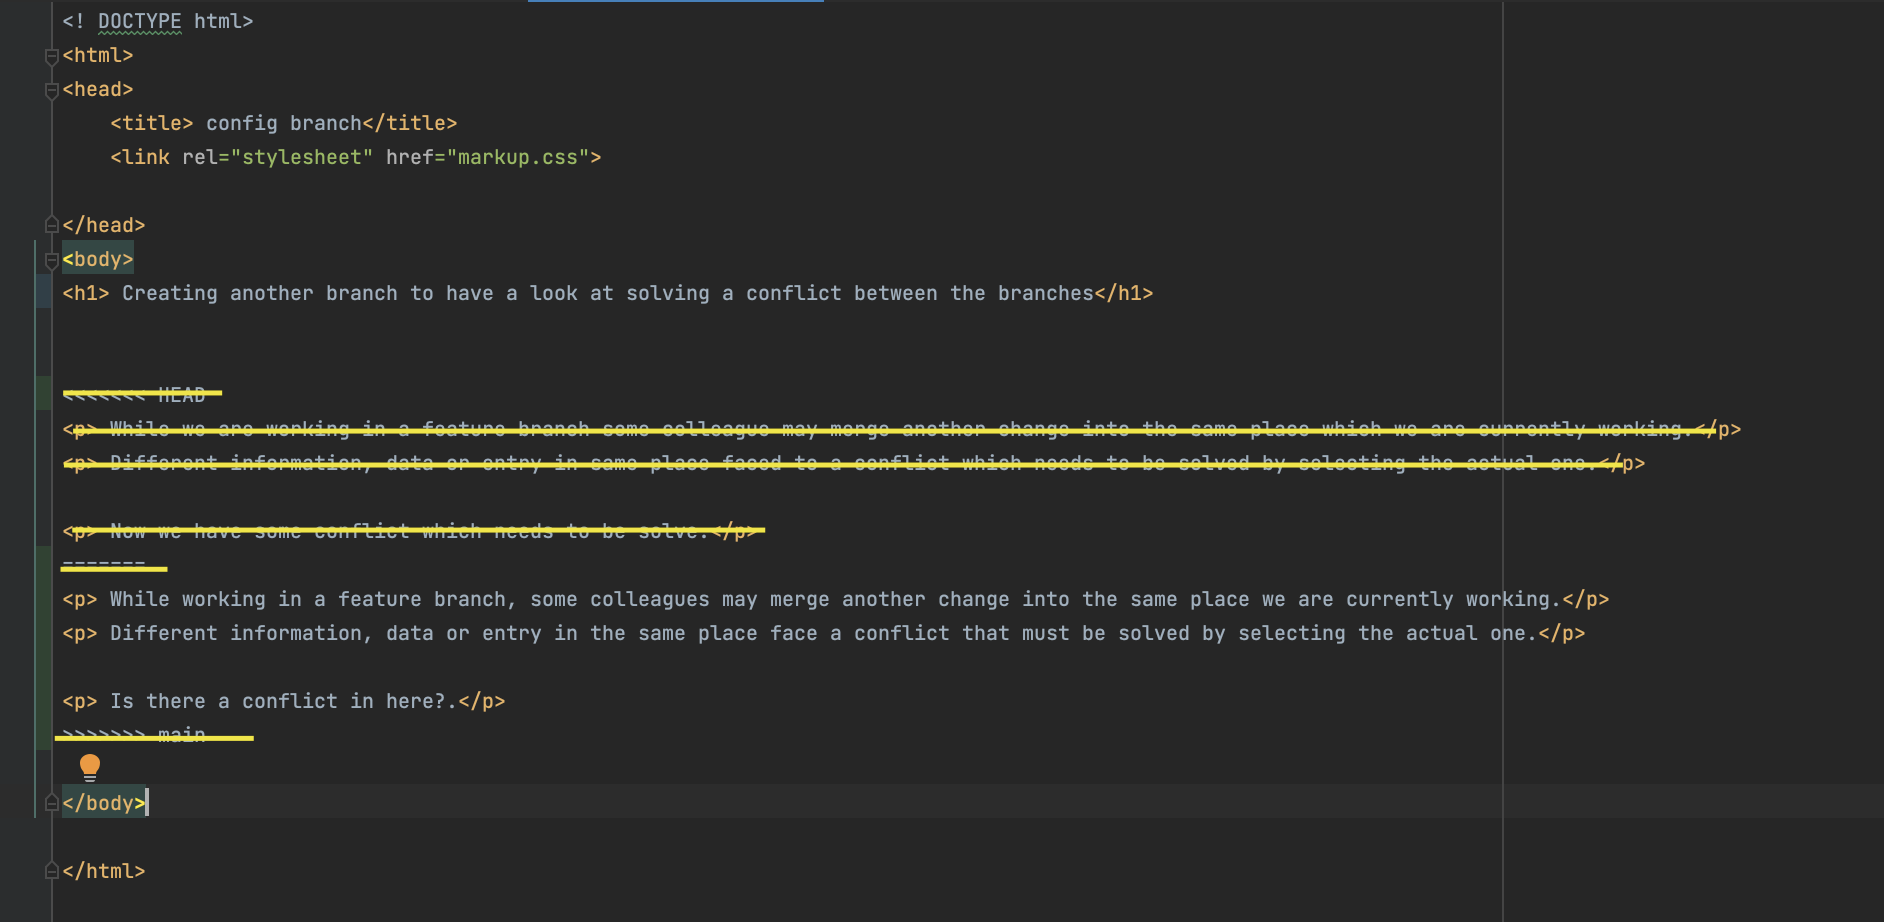 <! DOCTYPE html>
<html>
<head>
<title> config branch</title>
<link rel="stylesheet" href="markup.css">
</head>
<body>
<h1> Creating another branch to have a look at solving a conflict between the branches</h1>
<<<<<<< HEAD
<p> While we are working in a feature branch some colleague may merge another change into the same place which we are currently working.</p>
<p> Different information, data or entry in same place faced to a conflict which needs to be solved by selecting the actual one.</p>
<p> Now we have some conflict which needs to be solve.</p>
=======
<p> While working in a feature branch, some colleagues may merge another change into the same place we are currently working.</p>
<p> Different information, data or entry in the same place face a conflict that must be solved by selecting the actual one.</p>
<p> Is there a conflict in here?.</p>
>>>>>>> main
</body>
</html>